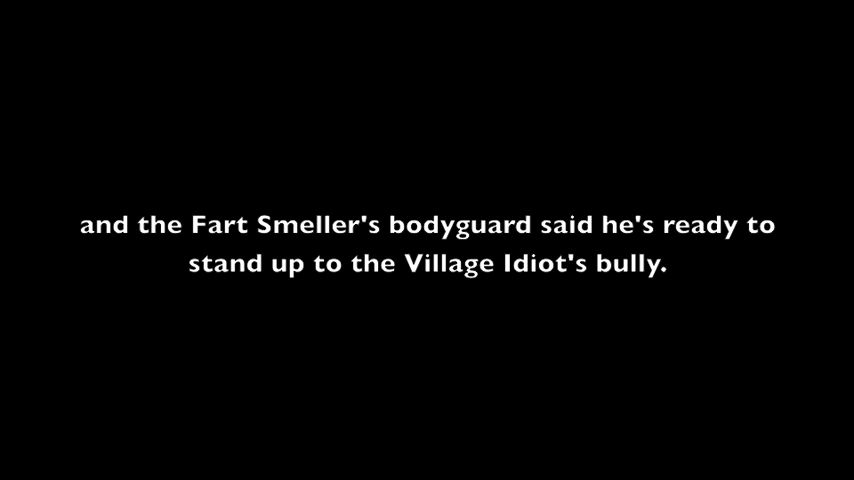 and the Fart Smeller's bodyguard said he's ready to
stand up to the Village Idiot's bully.